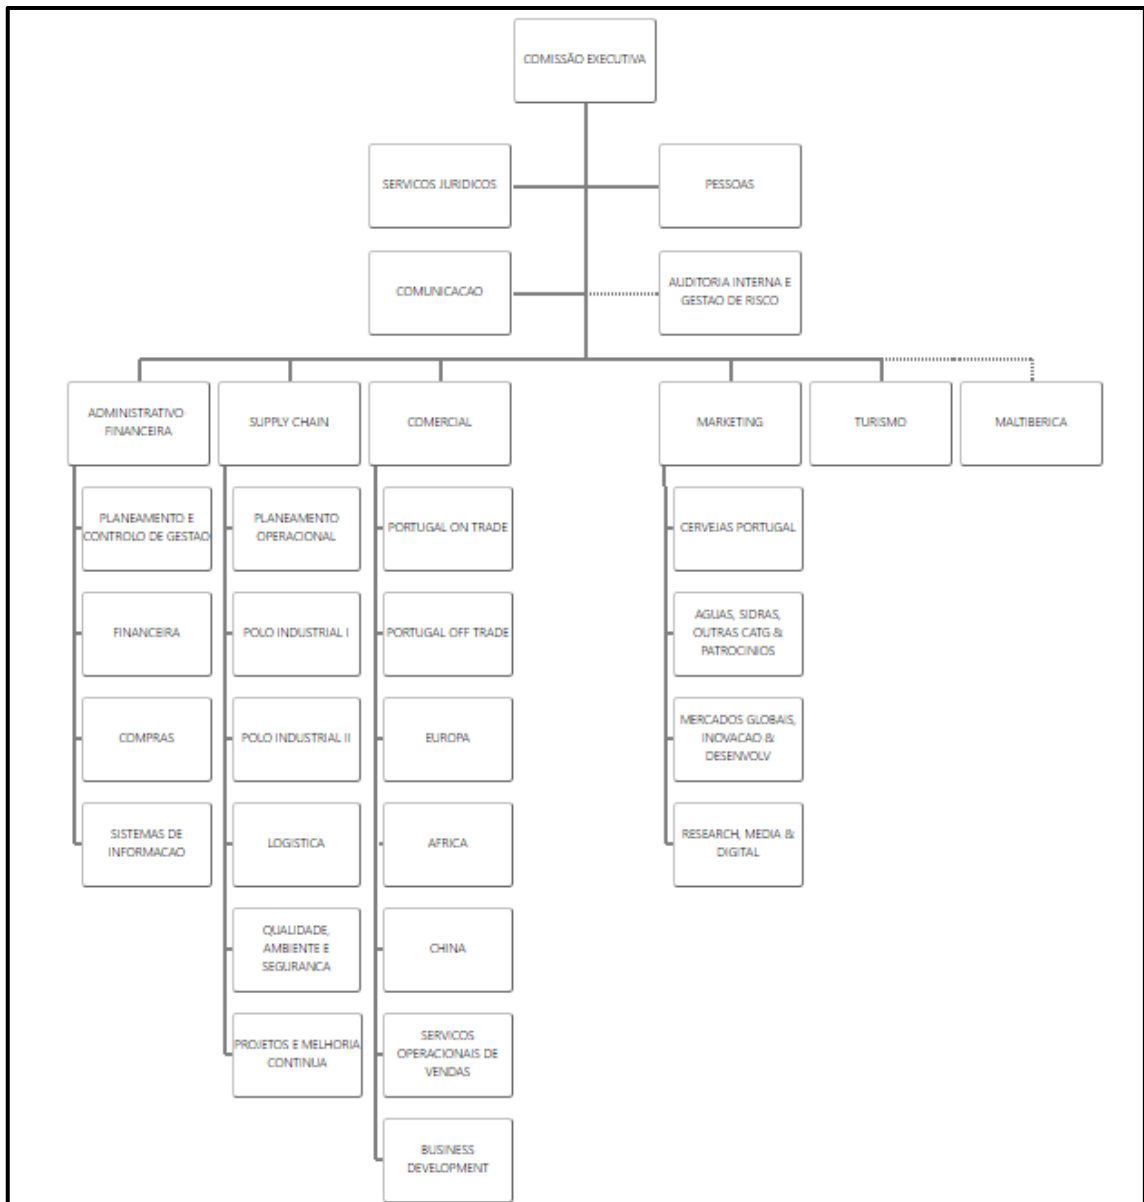 COMISSÃO EXECUTIVA
SERVICOS JURIDICOS
PESSOAS
COMUNICACAO
AUDITORIA INTERNA E
GESTAO DE RISCO
ADMINISTRATIVO
FINANCEIRA
SUPPLY CHAIN
COMERCIAL
MARKETING
TURISMO
MALTIBERICA
PLANEAMENTO E
CONTROLO DE GESTAO
PLANEAMENTO
OPERACIONAL
PORTUGAL ON TRADE
CERVEJAS PORTUGAL
FINANCEIRA
POLO INDUSTRIAL I
PORTUGAL OFF TRADE
AGUAS, SIDRAS,
OUTRAS CATG &
PATROCINIOS
COMPRAS
POLO INDUSTRIAL II
EUROPA
MERCADOS GLOBAIS,
INOVACAO &
DESENVOLV
SISTEMAS DE
INFORMACAO
LOGISTICA
AFRICA
RESEARCH, MEDIA &
DIGITAL
QUALIDADE,
AMBIENTE E
SEGURANCA
CHINA
PROJETOS E MELHORIA
CONTINUA
SERVICOS
OPERACIONAIS DE
VENDAS
BUSINESS
DEVELOPMENT